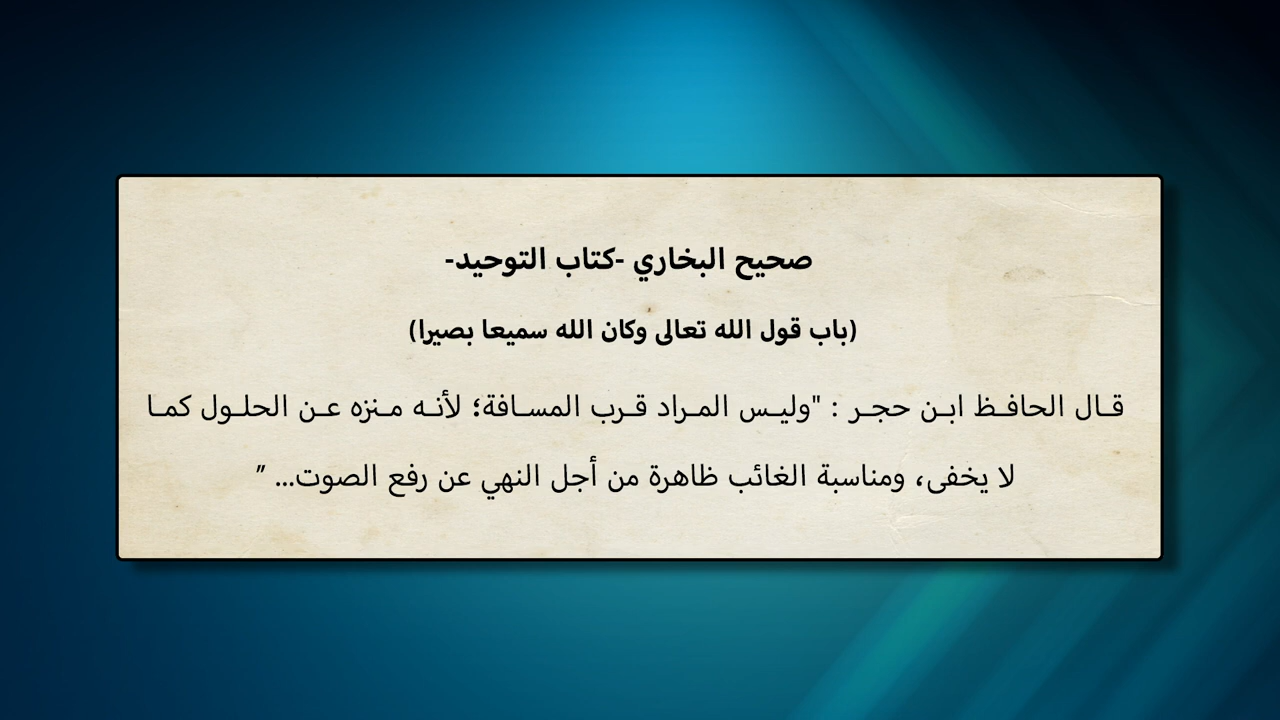 صحيح البخاري -كتاب التوحيد-
(باب قول الله تعالى وكان الله سميعا بصيرا)
قال الحافظ ابن حجر : "وليس المراد قرب المسافة؛ لأنه منزه عن الحلول كما
لا يخفى، ومناسبة الغائب ظاهرة من أجل النهي عن رفع الصوت... "